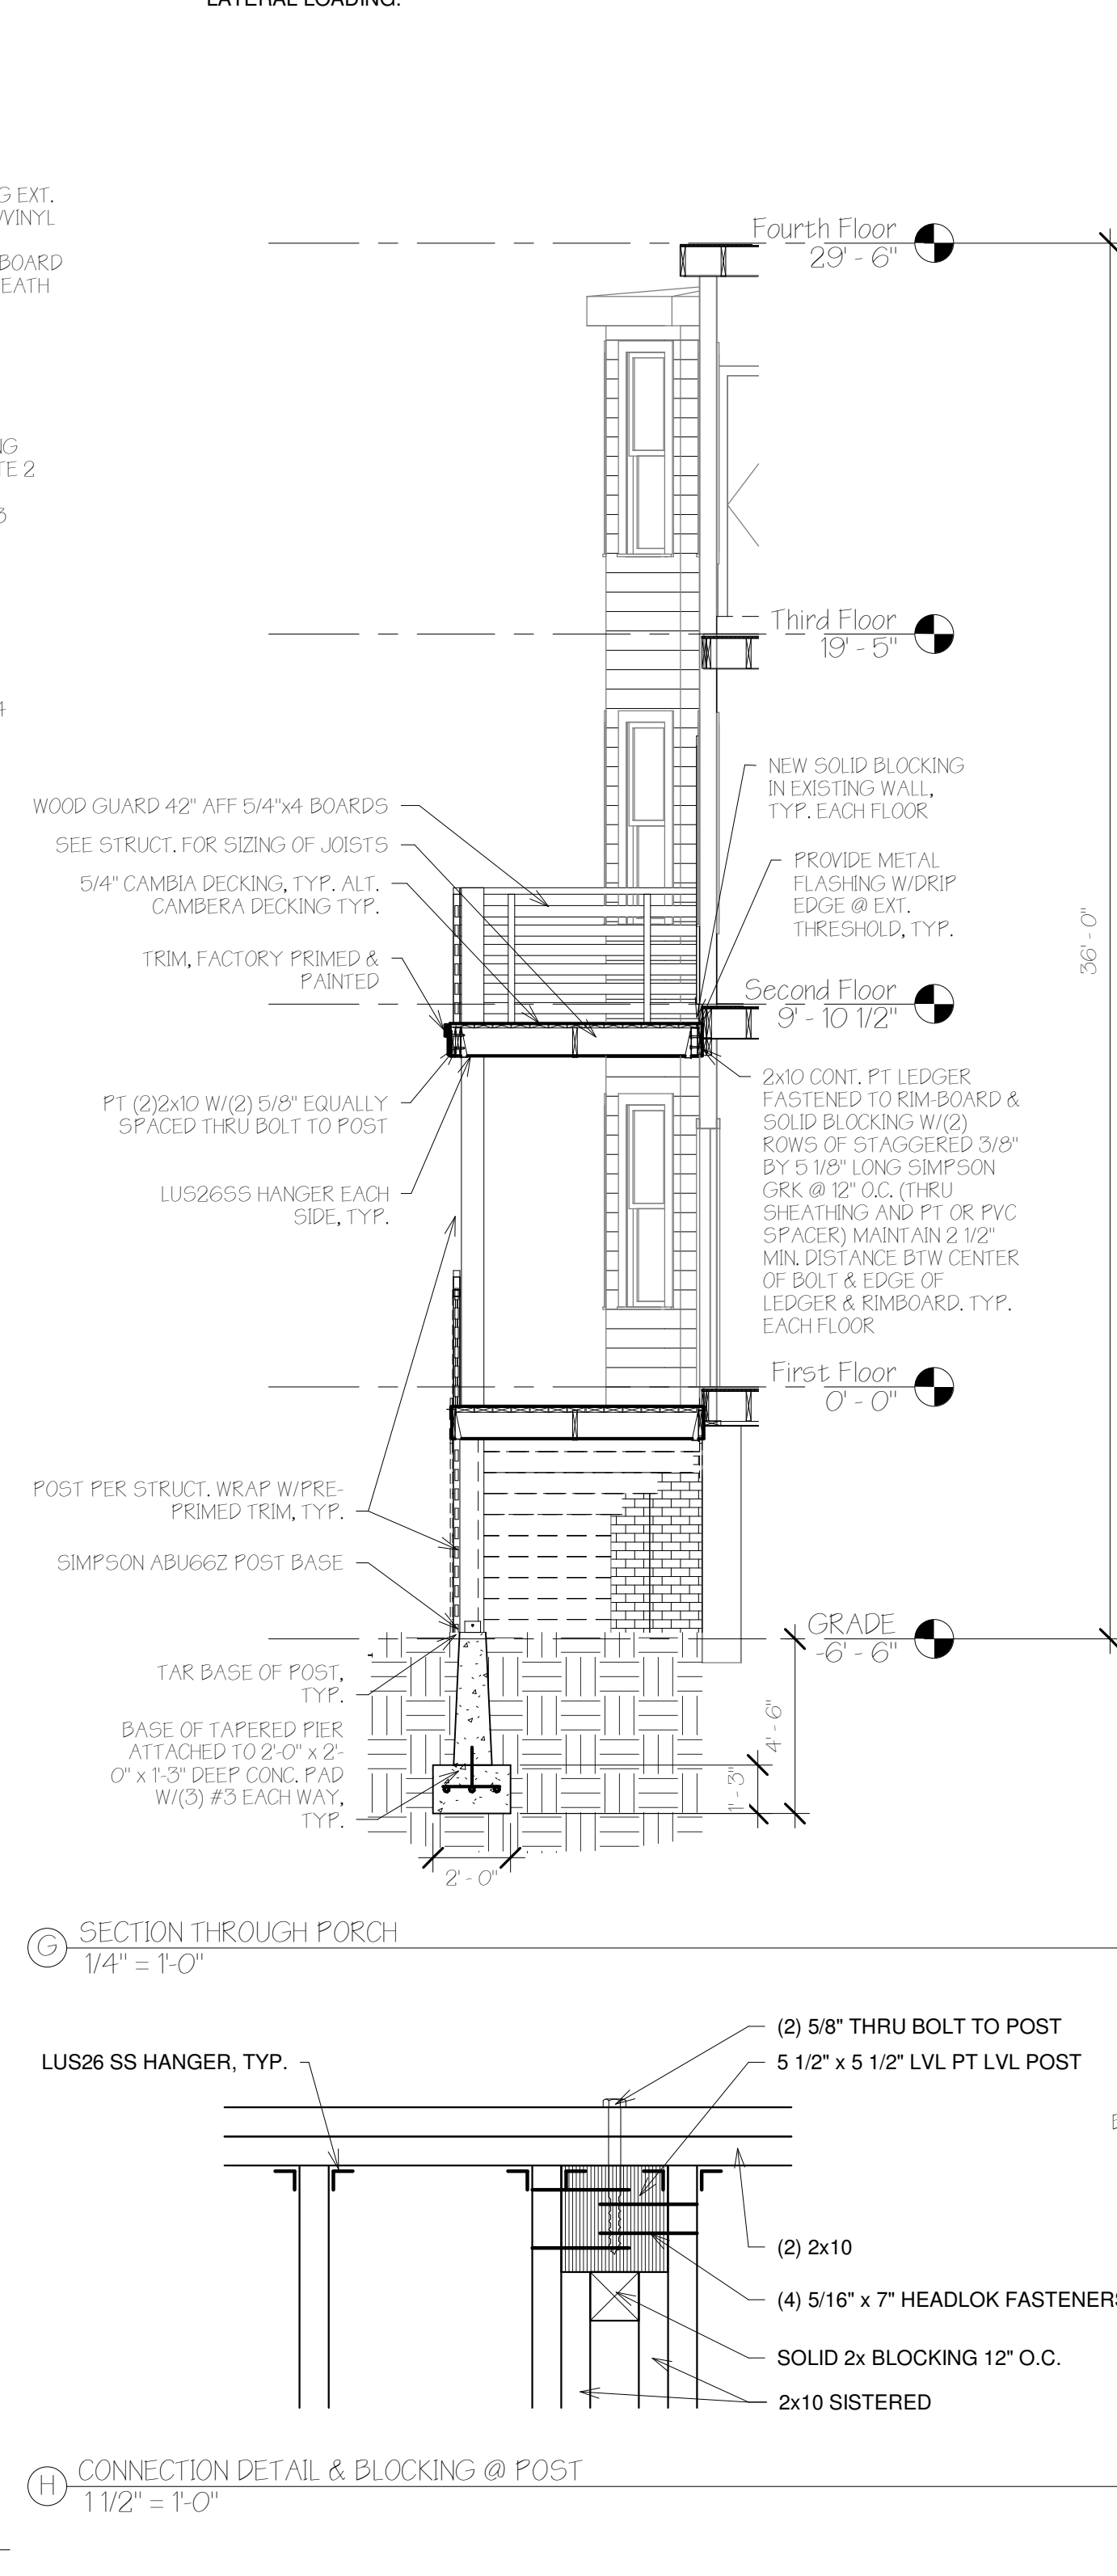 LATERAL LOADING.
G EXT.
W/VINYL
BOARD
EATH
NG
TE 2
3
4
Fourth Floor
29' - 6"
Third Floor
19' - 5"
36' - 0"
WOOD GUARD 42" AFF 5/4"x4 BOARDS
SEE STRUCT. FOR SIZING OF JOISTS
5/4" CAMBIA DECKING, TYP. ALT.
CAMBERA DECKING TYP.
TRIM, FACTORY PRIMED &
PAINTED
NEW SOLID BLOCKING
IN EXISTING WALL,
TYP. EACH FLOOR
PROVIDE METAL
FLASHING W/DRIP
EDGE @ EXT.
THRESHOLD, TYP.
Second Floor
9' - 10 1/2"
PT (2)2x10 W/(2) 5/8" EQUALLY
SPACED THRU BOLT TO POST
LUS26SS HANGER EACH
SIDE, TYP.
2x10 CONT. PT LEDGER
FASTENED TO RIM-BOARD &
SOLID BLOCKING W/(2)
ROWS OF STAGGERED 3/8"
BY 5 1/8" LONG SIMPSON
GRK @ 12" O.C. (THRU
SHEATHING AND PT OR PVC
SPACER) MAINTAIN 2 1/2"
MIN. DISTANCE BTW CENTER
OF BOLT & EDGE OF
LEDGER & RIMBOARD. TYP.
EACH FLOOR
First Floor
0' - 0"
POST PER STRUCT. WRAP W/PRE-
PRIMED TRIM, TYP.
SIMPSON ABU66Z POST BASE
GRADE
-6' - 6"
TAR BASE OF POST,
TYP.
BASE OF TAPERED PIER
ATTACHED TO 2'-0" x 2'-
0" x 1'-3" DEEP CONC. PAD
W/(3) #3 EACH WAY,
TYP.
4' - 6"
1' - 3"
2' - 0"
G
SECTION THROUGH PORCH
1/4" = 1'-0"
LUS26 SS HANGER, TYP.
(2) 5/8" THRU BOLT TO POST
5 1/2" x 5 1/2" LVL PT LVL POST
(2) 2x10
(4) 5/16" x 7" HEADLOK FASTENERS
SOLID 2x BLOCKING 12" O.C.
2x10 SISTERED
H
CONNECTION DETAIL & BLOCKING @ POST
1 1/2" = 1'-0"